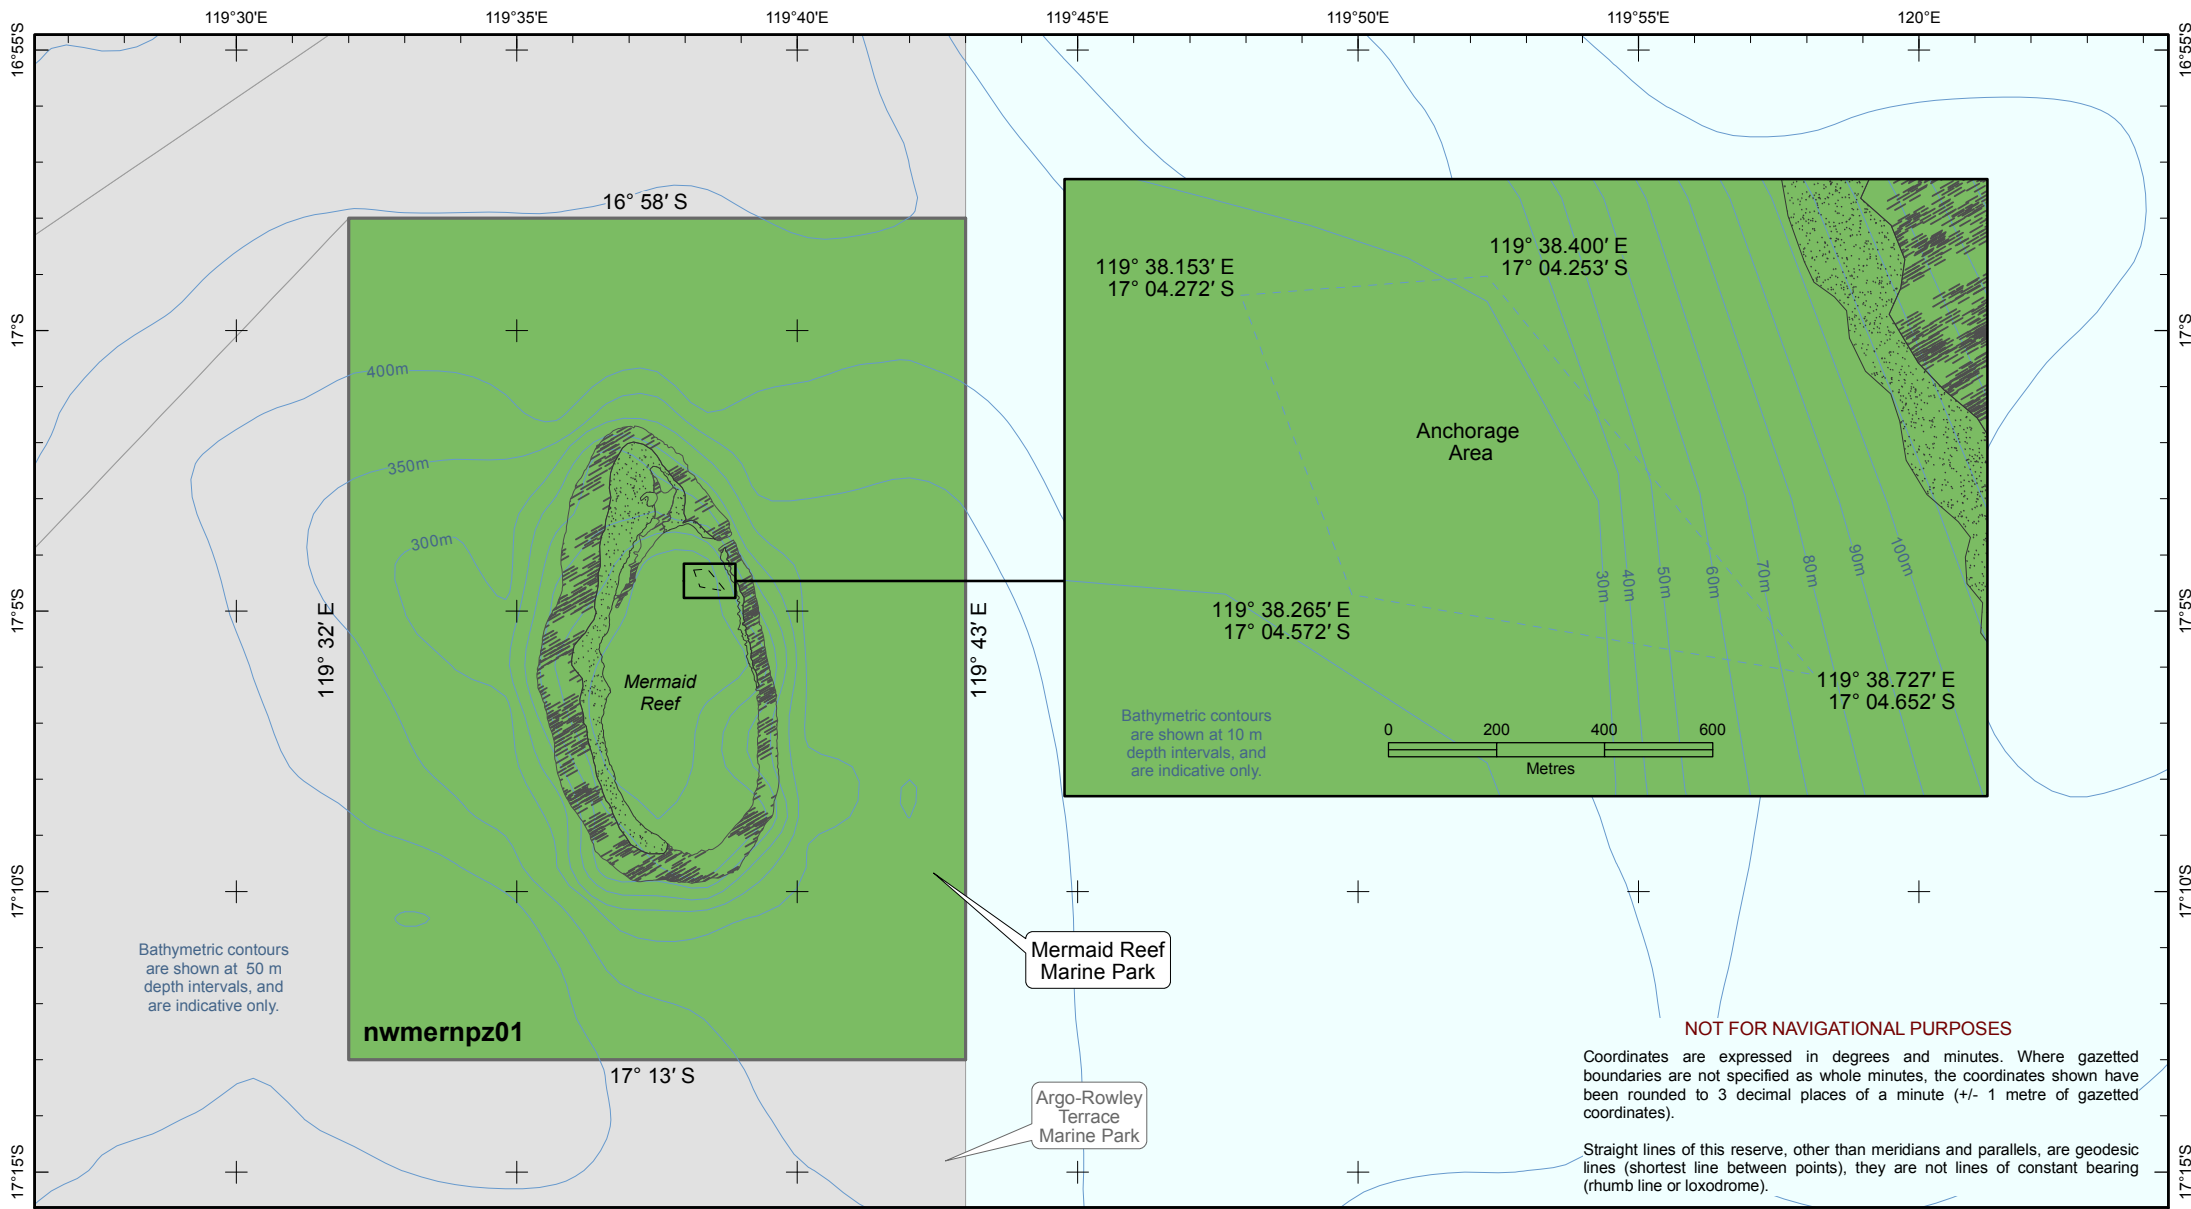 119°30'E
119°35'E
119°40'E
119°45'E
119°50'E
119°55'E
120°E
16°55'S
16°55'S
16° 58′ S
119° 38.400′ E
17° 04.253′ S
119° 38.153′ E
17° 04.272′ S
17°S
17°S
400m
350m
300m
Anchorage
Area
30m
40m
50m
60m
70m
80m
90m
100m
17°5'S
17°5'S
119° 32′ E
119° 43′ E
119° 38.265′ E
17° 04.572′ S
Mermaid
Reef
119° 38.727′ E
17° 04.652′ S
Bathymetric contours
are shown at 10 m
depth intervals, and
are indicative only.
0 200 400 600
Metres
17°10'S
17°10'S
Mermaid Reef
Marine Park
Bathymetric contours
are shown at 50 m
depth intervals, and
are indicative only.
nwmernpz01
17° 13′ S
Argo-Rowley
Terrace
Marine Park
NOT FOR NAVIGATIONAL PURPOSES
Coordinates are expressed in degrees and minutes. Where gazetted
boundaries are not specified as whole minutes, the coordinates shown have
been rounded to 3 decimal places of a minute (+/- 1 metre of gazetted
coordinates).
Straight lines of this reserve, other than meridians and parallels, are geodesic
lines (shortest line between points), they are not lines of constant bearing
(rhumb line or loxodrome).
17°15'S
17°15'S